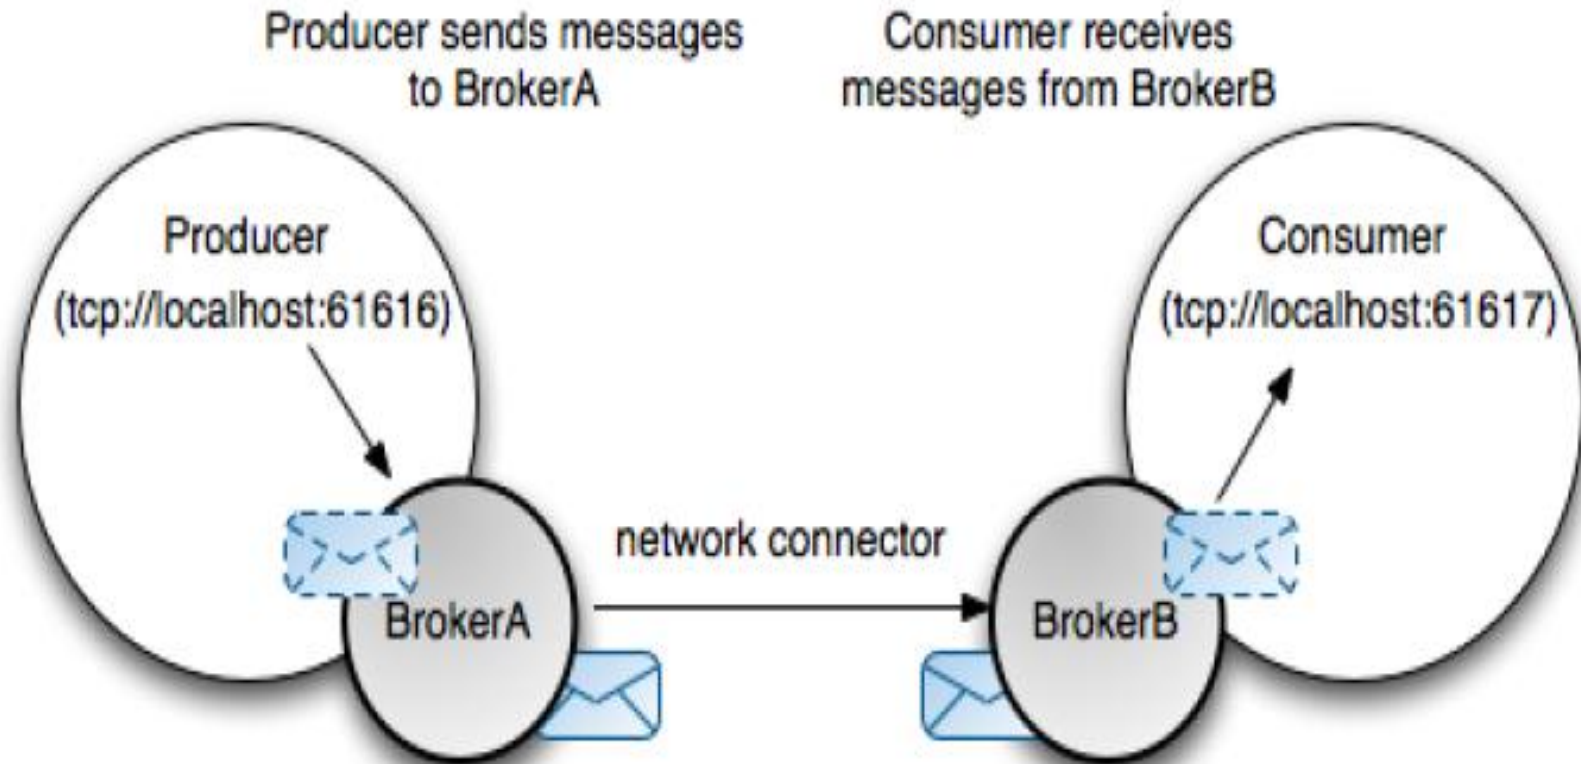 Producer sends messages
to BrokerA
Consumer receives
messages from BrokerB
Producer
(tcp://localhost:61616)
Consumer
(tcp://localhost:61617)
network connector
BrokerA
BrokerB